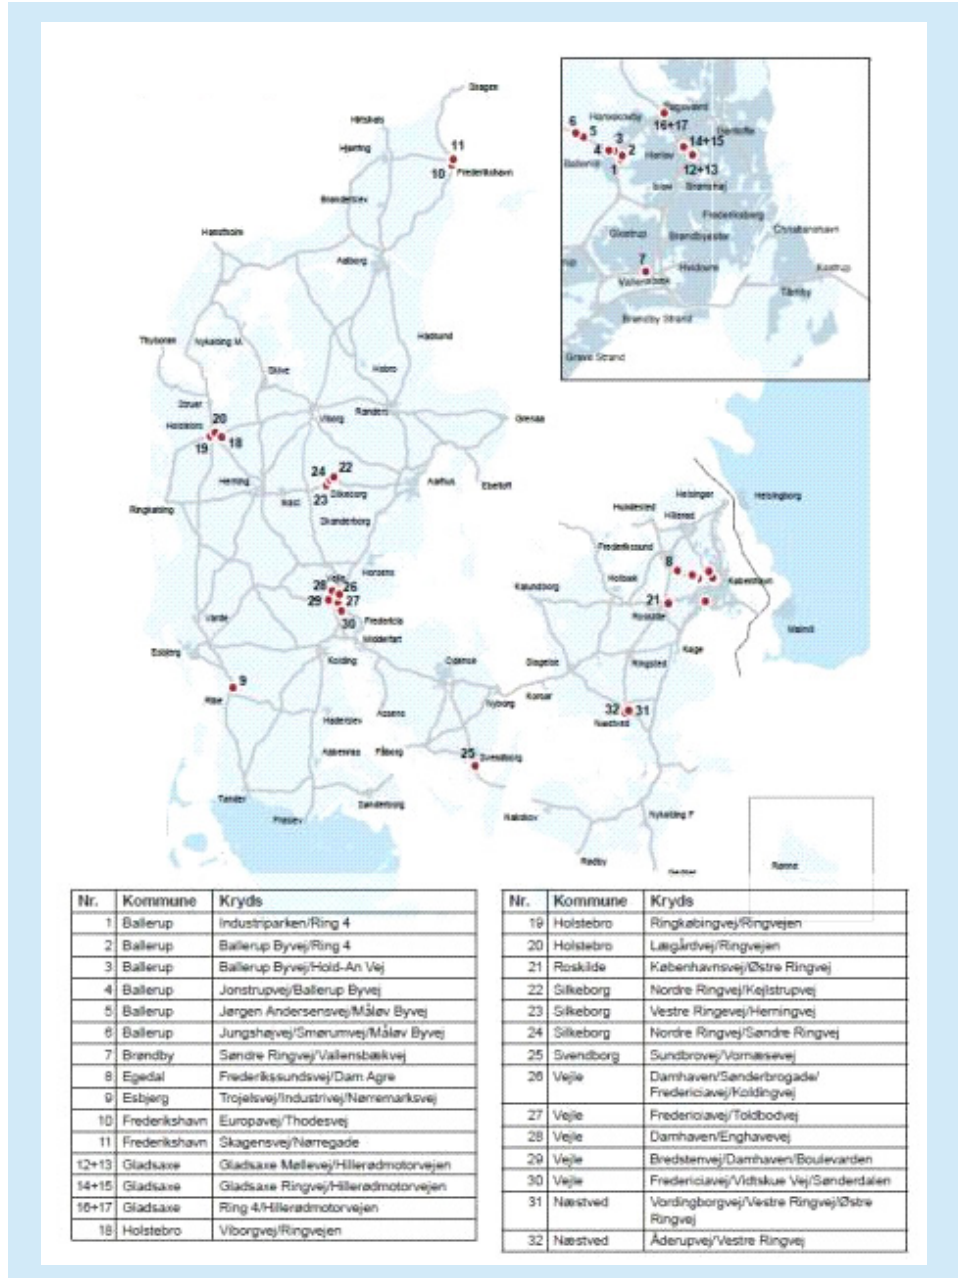 Skagen
Hirtshals
Hjørring
11
10
Frederikshavn
Brønderslev
Hanstholm
Aalborg
Hadsund
Thyborøn
Nykøbing M.
Skive
Hobro
Struer
Viborg
Randers
Grenaa
Holstebro
20
19
18
24
22
23
Silkeborg
Aarhus
Ebeltoft
Herning
Ikast
Ringkøbing
Skanderborg
Horsens
Vejle
28
26
29
27
30
Fredericia
Middelfart
Varde
Esbjerg
Kolding
9
Ribe
Haderslev
Assens
Odense
Nyborg
Korsør
Slagelse
Aabenraa
Fåborg
25
Svendborg
Tønder
Sønderborg
Nakskov
Rødby
Nykøbing F
Gedser
Rønne
Helsingør
Helsingborg
Hundested
Hillerød
Frederikssund
8
København
Holbæk
Kalundborg
21
Roskilde
Malmö
Køge
Ringsted
32
31
Næstved
6
5
Bagsværd
16+17
Gentofte
3
4
2
1
Ballerup
Herlev
14+15
12+13
Brønshøj
Frederiksberg
Christianshavn
Glostrup
Brøndbyøster
7
Hvidovre
Vallensbæk
Kastrup
Tårnby
Brøndby Strand
Greve Strand
Nr. Kommune Kryds
1 Ballerup Industriparken/Ring 4
2 Ballerup Ballerup Byvej/Ring 4
3 Ballerup Ballerup Byvej/Hold-An Vej
4 Ballerup Jonstrupvej/Ballerup Byvej
5 Ballerup Jørgen Andersensvej/Måløv Byvej
6 Ballerup Jungshøjvej/Smørumvej/Måløv Byvej
7 Brøndby Søndre Ringvej/Vallensbækvej
8 Egedal Frederikssundsvej/Dam Agre
9 Esbjerg Trojelsvej/Industrivej/Nørremarksvej
10 Frederikshavn Europavej/Thodesvej
11 Frederikshavn Skagensvej/Nørregade
12+13 Gladsaxe Gladsaxe Møllevej/Hillerødmotorvejen
14+15 Gladsaxe Gladsaxe Ringvej/Hillerødmotorvejen
16+17 Gladsaxe Ring 4/Hillerødmotorvejen
18 Holstebro Viborgvej/Ringvejen
Nr. Kommune Kryds
19 Holstebro Ringkøbingvej/Ringvejen
20 Holstebro Lægårdvej/Ringvejen
21 Roskilde Københavnsvej/Østre Ringvej
22 Silkeborg Nordre Ringvej/Kejlstrupvej
23 Silkeborg Vestre Ringevej/Herningvej
24 Silkeborg Nordre Ringvej/Søndre Ringvej
25 Svendborg Sundbrovej/Vornæsevej
26 Vejle Damhaven/Sønderbrogade/
Fredericiavej/Koldingvej
27 Vejle Fredericiavej/Toldbodvej
28 Vejle Damhaven/Enghavevej
29 Vejle Bredstenvej/Damhaven/Boulevarden
30 Vejle Fredericiavej/Vidtskue Vej/Sønderdalen
31 Næstved Vordingborgvej/Vestre Ringvej/Østre
Ringvej
32 Næstved Åderupvej/Vestre Ringvej